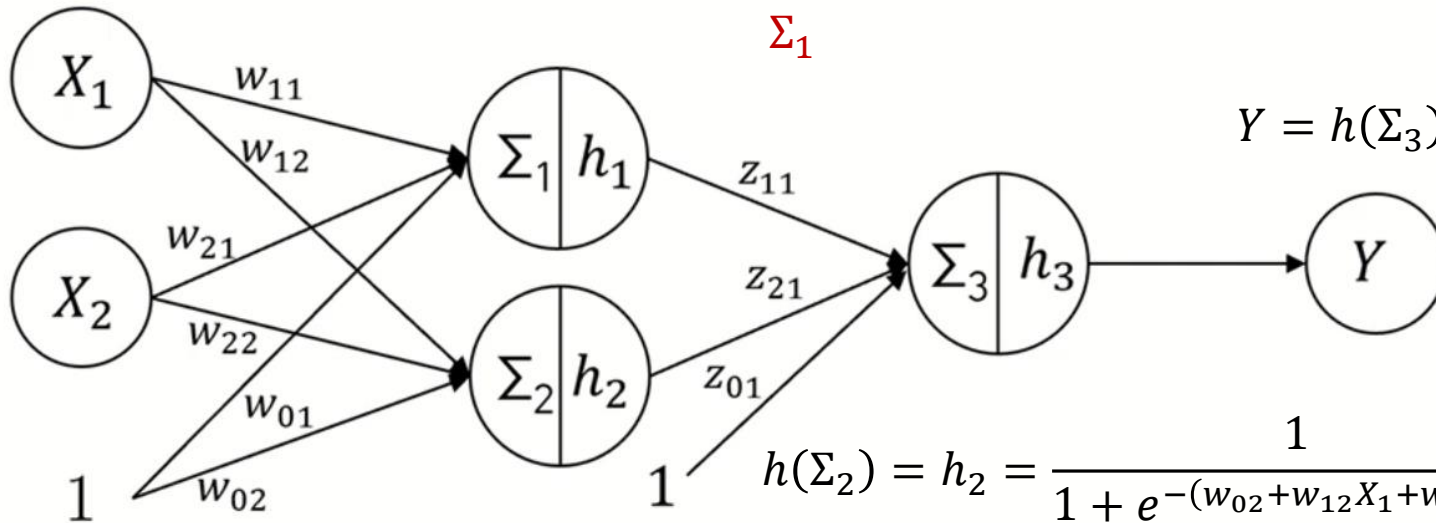 Σ₁
X₁
w₁₁
w₁₂
Σ₁ h₁
Y = h(Σ₃)
z₁₁
w₂₁
X₂
w₂₂
z₂₁
Σ₃ h₃
Y
Σ₂ h₂
z₀₁
w₀₁
w₀₂
1
1
h(Σ₂) = h₂ = 1 / 1 + e^−(w₀₂+w₁₂X₁+w